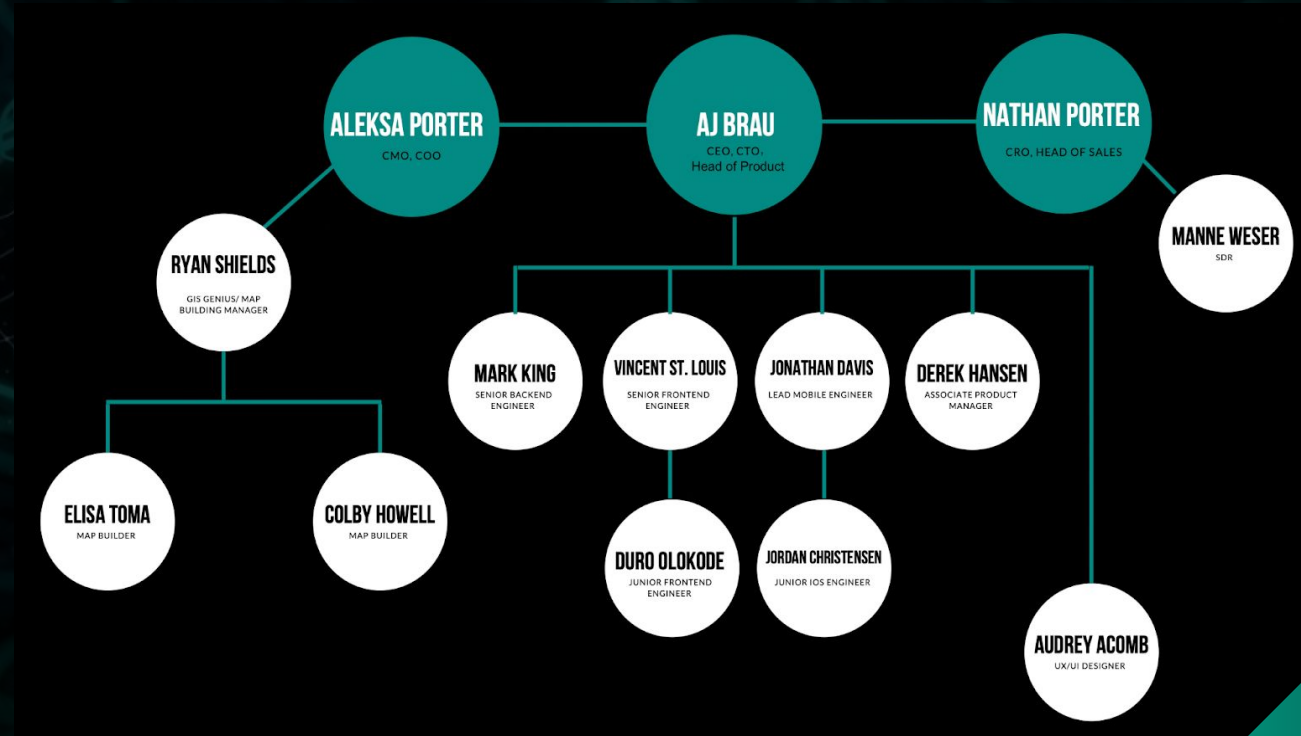 ALEKSA PORTER
CMO, COO
AJ BRAU
CEO, CTO,
Head of Product
NATHAN PORTER
CRO, HEAD OF SALES
MANNE WESER
SDR
RYAN SHIELDS
GIS GENIUS/ MAP
BUILDING MANAGER
MARK KING
SENIOR BACKEND
ENGINEER
VINCENT ST. LOUIS
SENIOR FRONTEND
ENGINEER
JONATHAN DAVIS
LEAD MOBILE ENGINEER
DEREK HANSEN
ASSOCIATE PRODUCT
MANAGER
ELISA TOMA
MAP BUILDER
COLBY HOWELL
MAP BUILDER
DURO OLOKODE
JUNIOR FRONTEND
ENGINEER
JORDAN CHRISTENSEN
JUNIOR IOS ENGINEER
AUDREY ACOMB
UX/UI DESIGNER